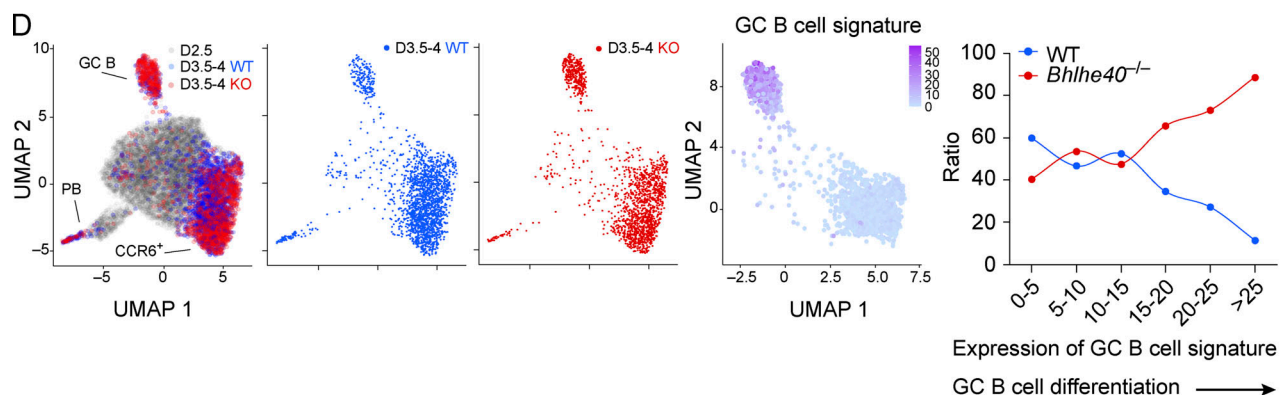 D
GC B
D2.5
D3.5-4 WT
D3.5-4 KO
PB
CCR6+
UMAP 2
10
5
0
−5
−5
0
5
UMAP 1
D3.5-4 WT
D3.5-4 KO
UMAP 1
GC B cell signature
50
40
30
20
10
0
UMAP 2
8
4
0
−2.5
0
2.5
5.0
7.5
UMAP 1
WT
Bhlhe40−/−
Ratio
100
80
60
40
20
0
0-5
5-10
10-15
15-20
20-25
>25
Expression of GC B cell signature
GC B cell differentiation